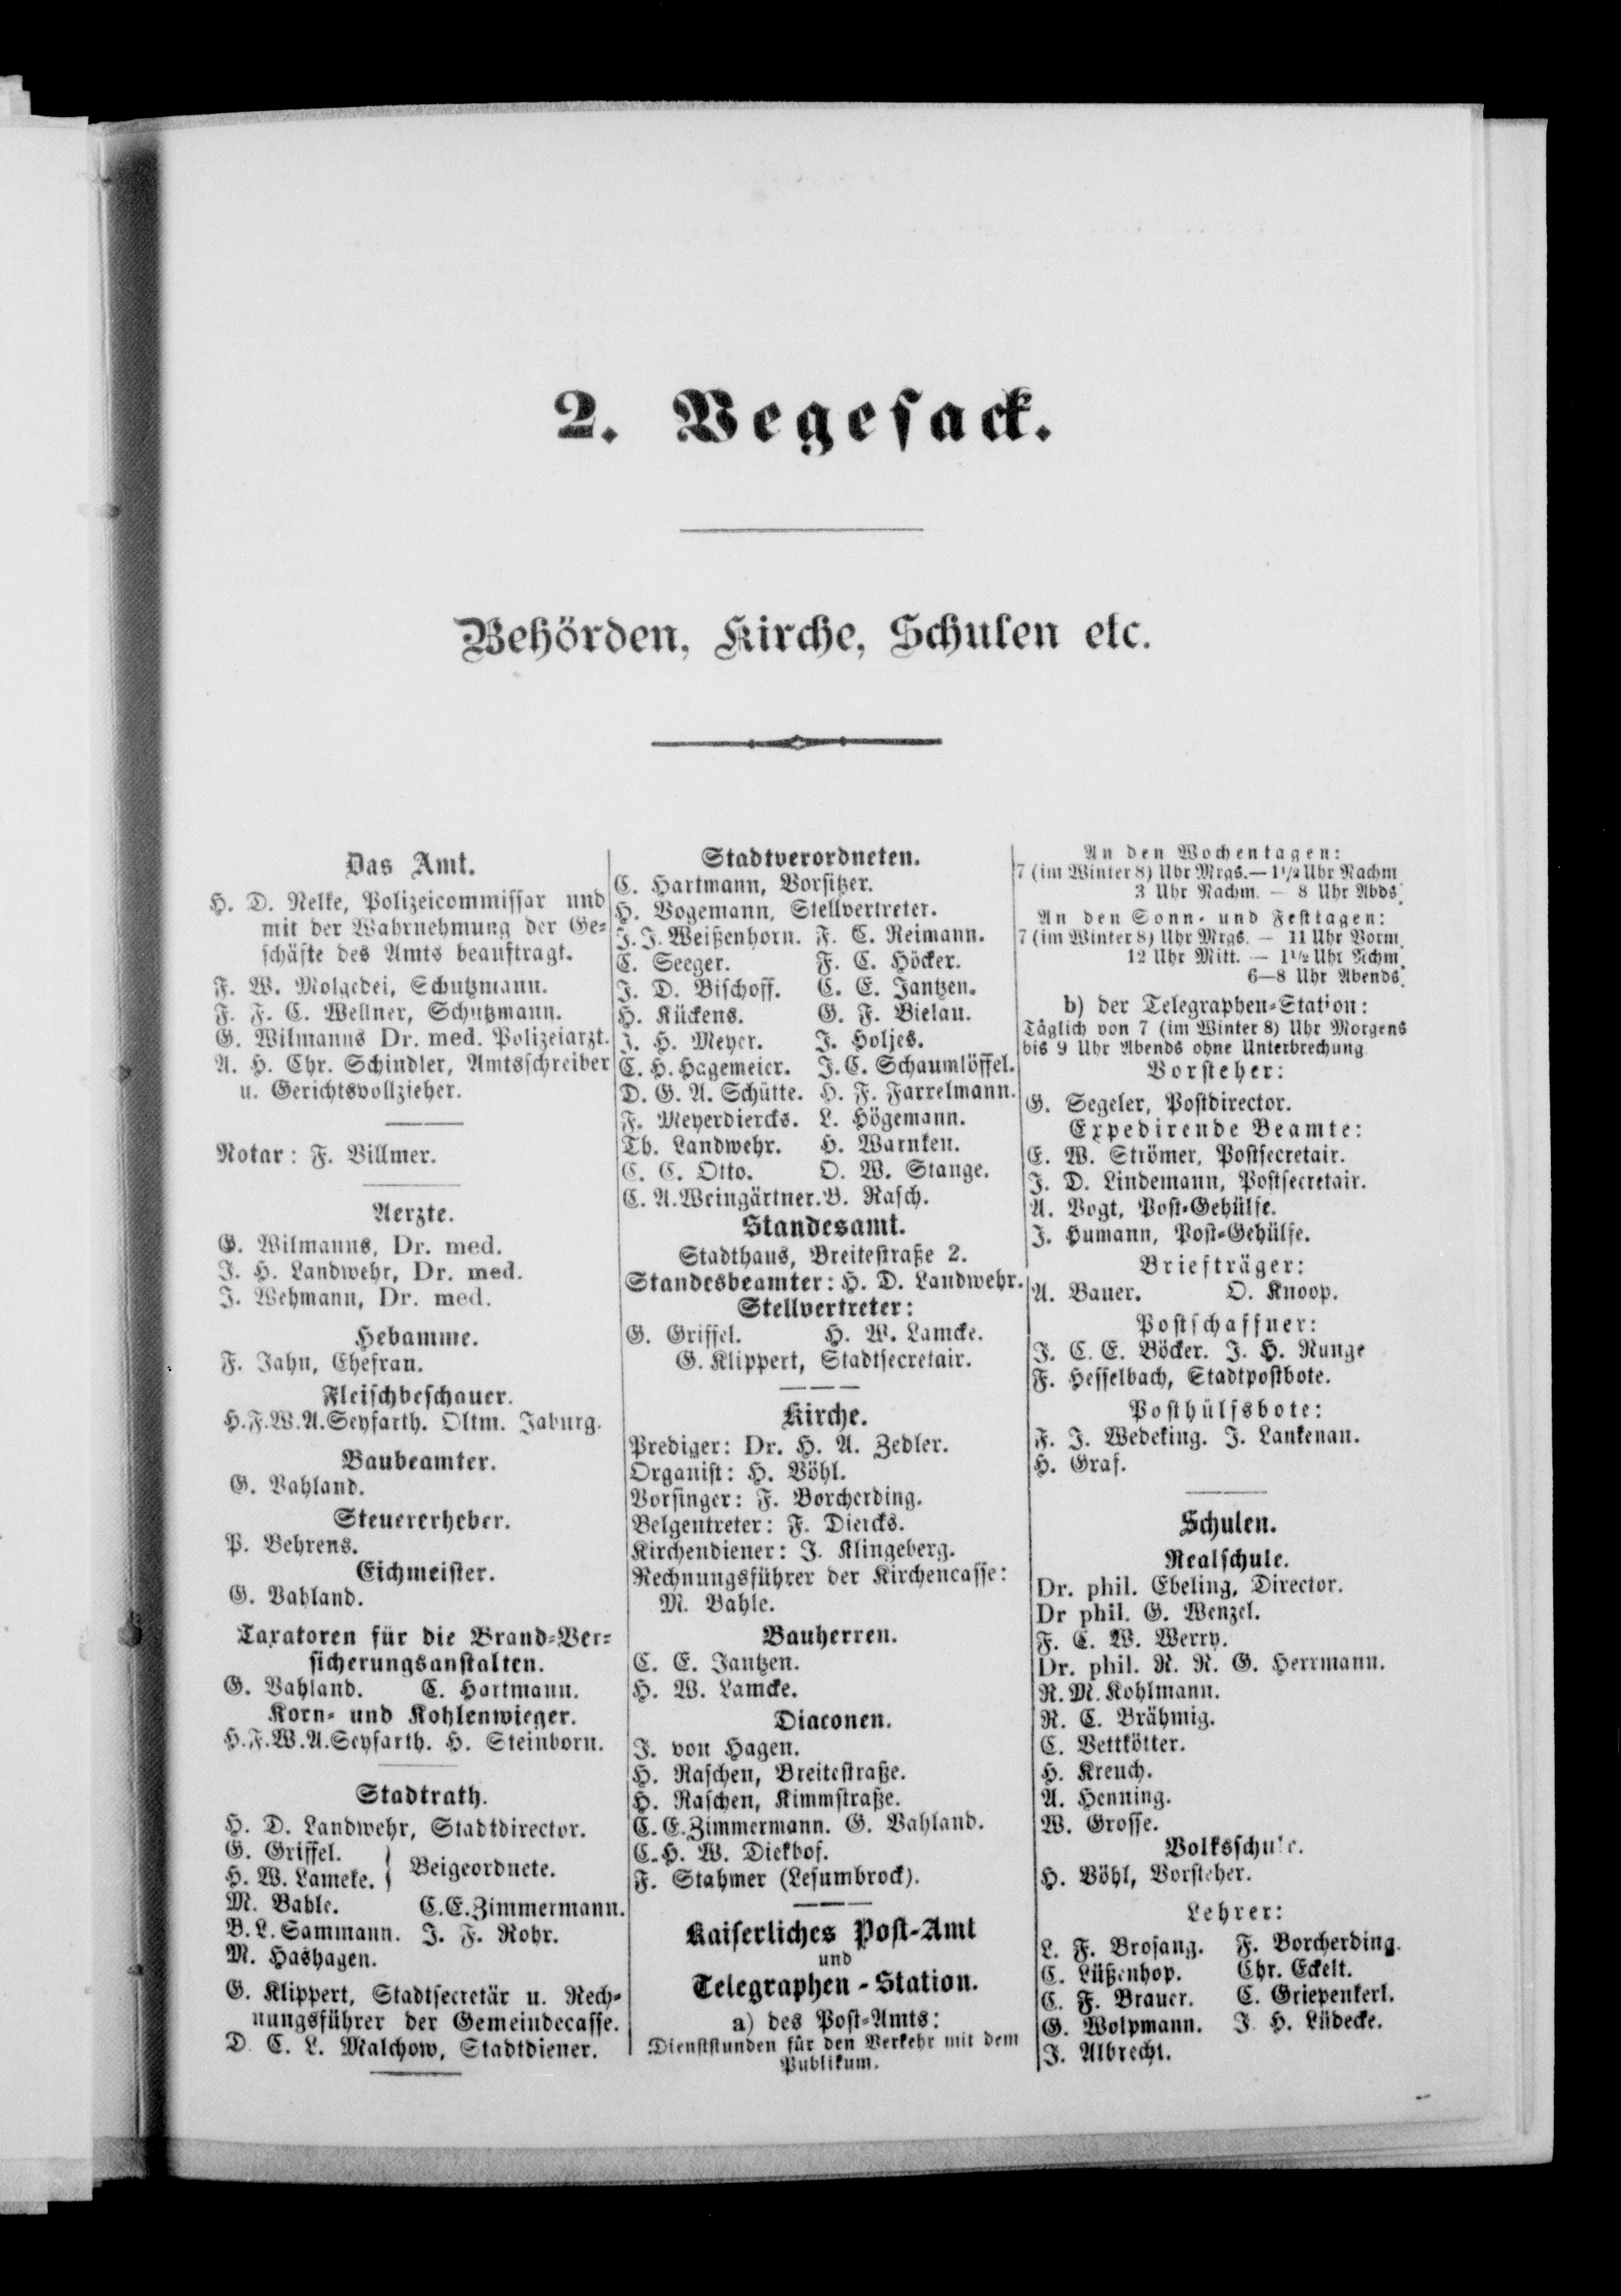 2. Vegesack.
Behörden, Kirche, Schulen etc.
Das Amt.
H. D. Nelke, Polizeicommissar und
mit der Wahrnehmung der Ge-
schäfte des Amts beauftragt.
F. W. Molgedei, Schutzmann.
F. F. C. Wellner, Schutzmann.
G. Wilmanns Dr. med. Polizeiarzt.
A. H. Chr. Schindler, Amtsschreiber
u. Gerichtsvollzieher.
Notar: F. Villmer.
Aerzte.
G. Wilmanns, Dr. med.
J. H. Landwehr, Dr. med.
J. Wehmann, Dr. med.
Hebamme.
F. Jahn, Ehefrau.
Fleischbeschauer.
H.F.W.A.Seyfarth. Oltm. Jaburg.
Baubeamter.
G. Vahland.
Steuererheber.
P. Behrens.
Eichmeister.
G. Vahland.
Taxatoren für die Brand-Ver-
sicherungsanstalten.
G. Vahland. C. Hartmann.
Korn- und Kohlenwieger.
H.F.W.A.Seyfarth. H. Steinborn.
Stadtrath.
H. D. Landwehr, Stadtdirector.
G. Griffel.
H. W. Lameke. } Beigeordnete.
M. Bahle. C.E.Zimmermann.
B.L.Sammann. J. F. Rohr.
M. Hashagen.
G. Klippert, Stadtsecretär u. Rech-
nungsführer der Gemeindecasse.
D. C. L. Malchow, Stadtdiener.
Stadtverordneten.
C. Hartmann, Vorsitzer.
H. Vogemann, Stellvertreter.
J. J. Weißenhorn. F. C. Reimann.
C. Seeger. F. C. Höcker.
J. D. Bischoff. C. E. Jantzen.
H. Kückens. G. F. Bielau.
J. H. Meyer. J. Holjes.
C. H. Hagemeier. J. C. Schaumlöffel.
D. G. A. Schütte. H. F. Farrelmann.
F. Meyerdiercks. L. Högemann.
Th. Landwehr. H. Warnken.
C. C. Otto. O. W. Stange.
C. A. Weingärtner. B. Rasch.
Standesamt.
Stadthaus, Breitestraße 2.
Standesbeamter: H. D. Landwehr.
Stellvertreter:
G. Griffel. H. W. Lamcke.
G. Klippert, Stadtsecretair.
Kirche.
Prediger: Dr. H. A. Zedler.
Organist: H. Vöhl.
Vorsinger: F. Borcherding.
Belgentreter: F. Diercks.
Kirchendiener: J. Klingeberg.
Rechnungsführer der Kirchencasse:
M. Bahle.
Bauherren.
C. E. Jantzen.
H. W. Lamcke.
Diaconen.
J. von Hagen.
H. Raschen, Breitestraße.
H. Raschen, Kimmstraße.
C. E. Zimmermann. G. Vahland.
C. H. W. Diekhof.
F. Stahmer (Lesumbrock).
Kaiserliches Post-Amt
und
Telegraphen-Station.
a) des Post-Amts:
Dienststunden für den Verkehr mit dem
Publikum.
An den Wochentagen:
7 (im Winter 8) Uhr Mrgs. — 1½ Uhr Nachm
3 Uhr Nachm. — 8 Uhr Abds.
An den Sonn- und Festtagen:
7 (im Winter 8) Uhr Mrgs. — 11 Uhr Vorm.
12 Uhr Mitt. — 1½ Uhr Nchm.
6—8 Uhr Abends.
b) der Telegraphen-Station:
Täglich von 7 (im Winter 8) Uhr Morgens
bis 9 Uhr Abends ohne Unterbrechung
Vorsteher:
G. Segeler, Postdirector.
Expedirende Beamte:
E. W. Strömer, Postsecretair.
J. D. Lindemann, Postsecretair.
A. Vogt, Post-Gehülfe.
J. Humann, Post-Gehülfe.
Briefträger:
A. Bauer. O. Knoop.
Postschaffner:
J. C. E. Böcker. J. H. Runge
F. Hesselbach, Stadtpostbote.
Posthülfsbote:
F. J. Wedeking. J. Lankenau.
H. Graf.
Schulen.
Realschule.
Dr. phil. Ebeling, Director.
Dr phil. G. Wenzel.
F. C. W. Werry.
Dr. phil. R. R. G. Herrmann.
R. M. Kohlmann.
R. C. Brähmig.
C. Vettkötter.
H. Kreuch.
A. Henning.
W. Grosse.
Volksschule.
H. Vöhl, Vorsteher.
Lehrer:
L. F. Brosang. F. Borcherding.
C. Lüßenhop. Chr. Eckelt.
C. F. Brauer. C. Griepenkerl.
G. Wolpmann. J. H. Lüdecke.
J. Albrecht.